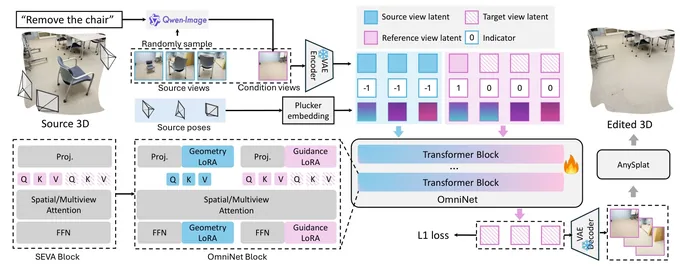 “Remove the chair”
Qwen-Image
Randomly sample
Source views
Condition views
VAE Encoder
Source view latent
Target view latent
Reference view latent
0 Indicator
-1 -1 -1 1 0 0 0
Source 3D
Source poses
Plucker embedding
Edited 3D
Proj.
Q K V Q K V
Spatial/Multiview
Attention
FFN
SEVA Block
Proj. Geometry LoRA Proj. Guidance LoRA
Q K V Q K V Q K V
Spatial/Multiview
Attention
FFN Geometry LoRA FFN Guidance LoRA
OmniNet Block
Transformer Block
...
Transformer Block
OmniNet
L1 loss
VAE Decoder
AnySplat